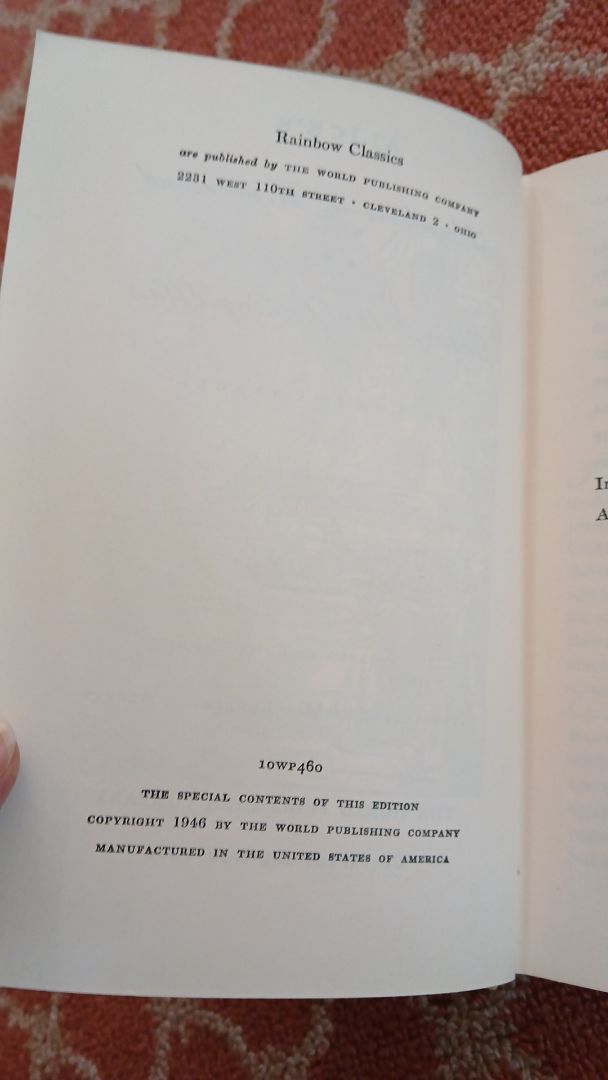 Rainbow Classics
are published by THE WORLD PUBLISHING COMPANY
2231 WEST 110TH STREET · CLEVELAND 2 · OHIO
10WP460
THE SPECIAL CONTENTS OF THIS EDITION
COPYRIGHT 1946 BY THE WORLD PUBLISHING COMPANY
MANUFACTURED IN THE UNITED STATES OF AMERICA